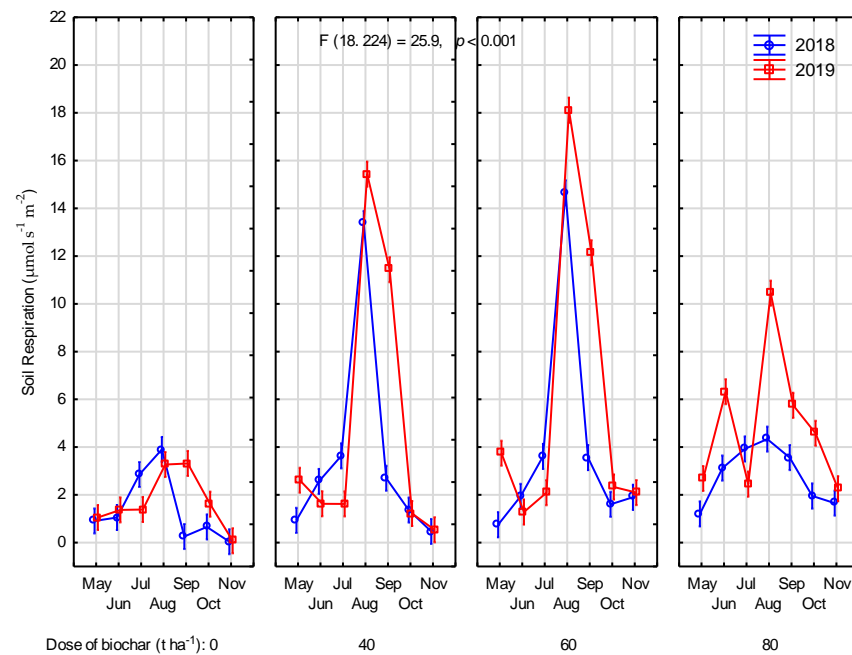 F (18. 224) = 25.9, p < 0.001
2018
2019
Soil Respiration (μmol s⁻¹ m⁻²)
22
20
18
16
14
12
10
8
6
4
2
0
May Jul Sep Nov May Jul Sep Nov May Jul Sep Nov May Jul Sep Nov
Jun Aug Oct Jun Aug Oct Jun Aug Oct Jun Aug Oct
Dose of biochar (t ha⁻¹): 0 40 60 80